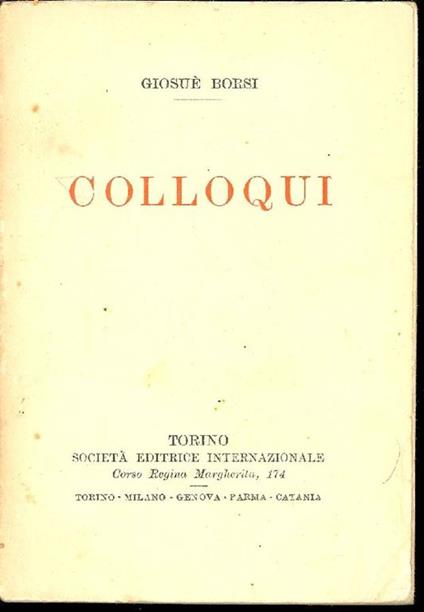 GIOSUÈ BORSI
COLLOQUI
TORINO
SOCIETÀ EDITRICE INTERNAZIONALE
Corso Regina Margherita, 174
TORINO - MILANO - GENOVA - PARMA - CATANIA